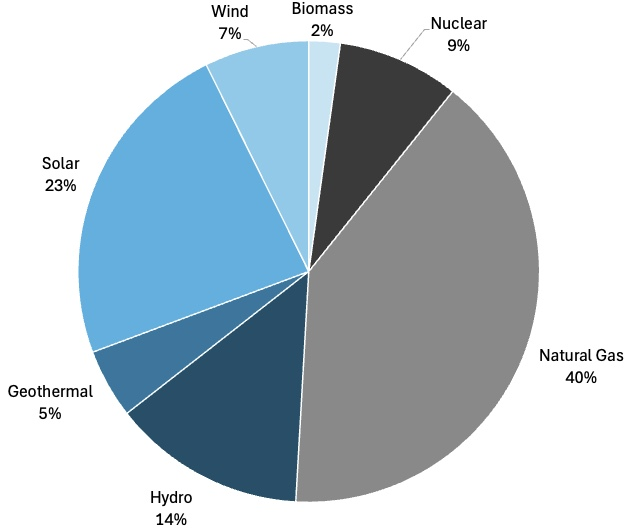 Wind
7%
Biomass
2%
Nuclear
9%
Solar
23%
Natural Gas
40%
Geothermal
5%
Hydro
14%